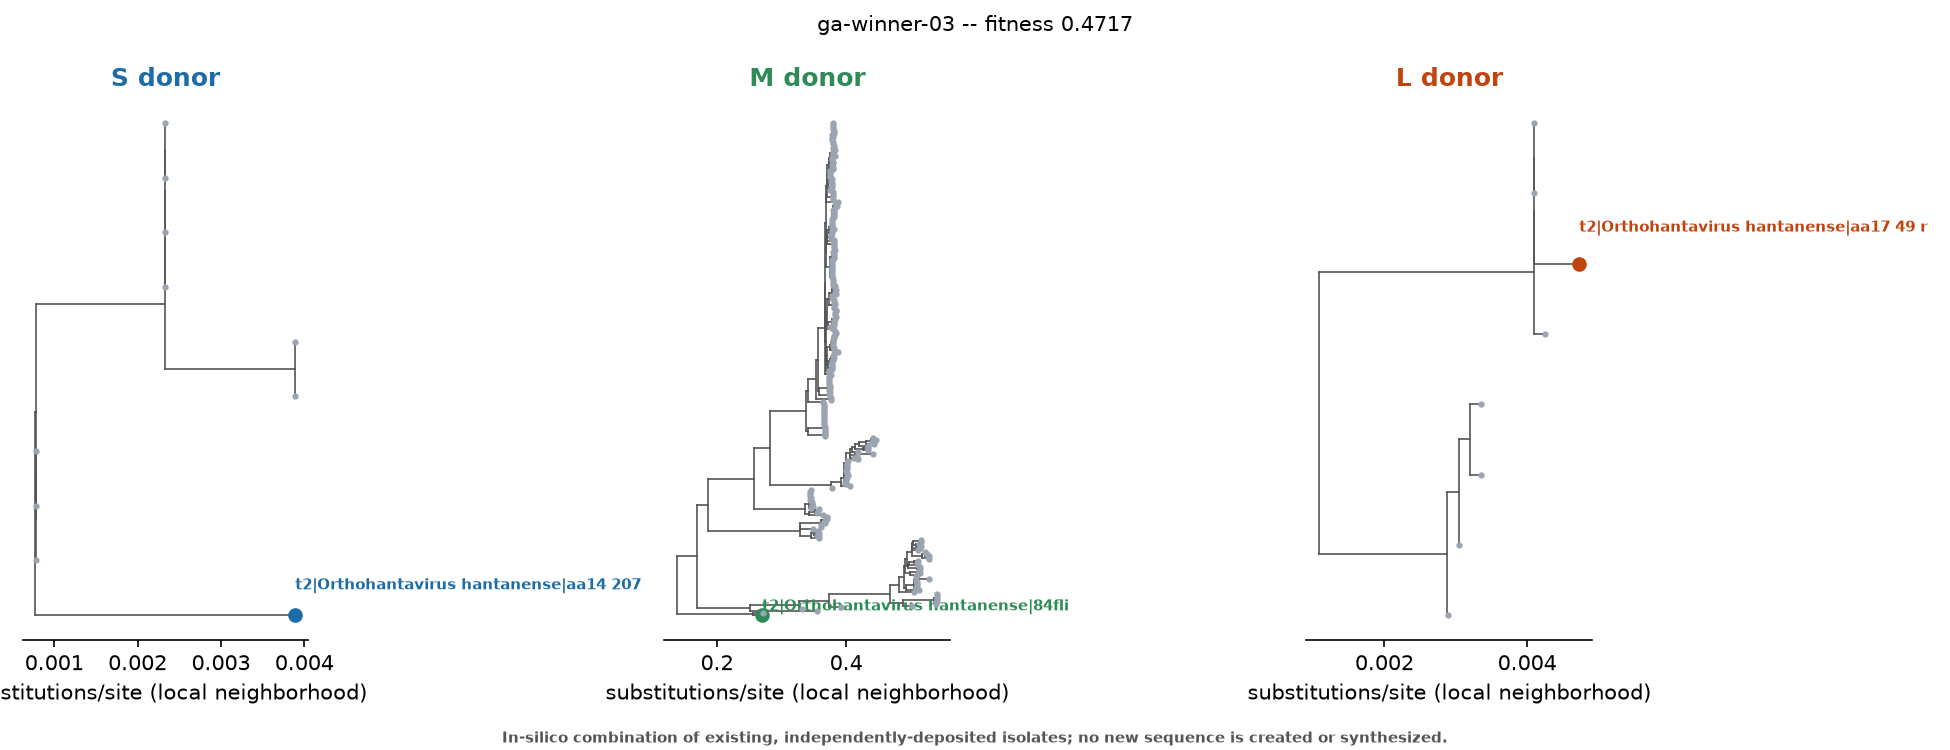 ga-winner-03 -- fitness 0.4717
S donor
M donor
L donor
t2|Orthohantavirus hantanense|aa17 49 r
t2|Orthohantavirus hantanense|aa14 207
t2|Orthohantavirus hantanense|84fli
0.001 0.002 0.003 0.004
0.2 0.4
0.002 0.004
stitutions/site (local neighborhood)
substitutions/site (local neighborhood)
substitutions/site (local neighborhood)
In-silico combination of existing, independently-deposited isolates; no new sequence is created or synthesized.